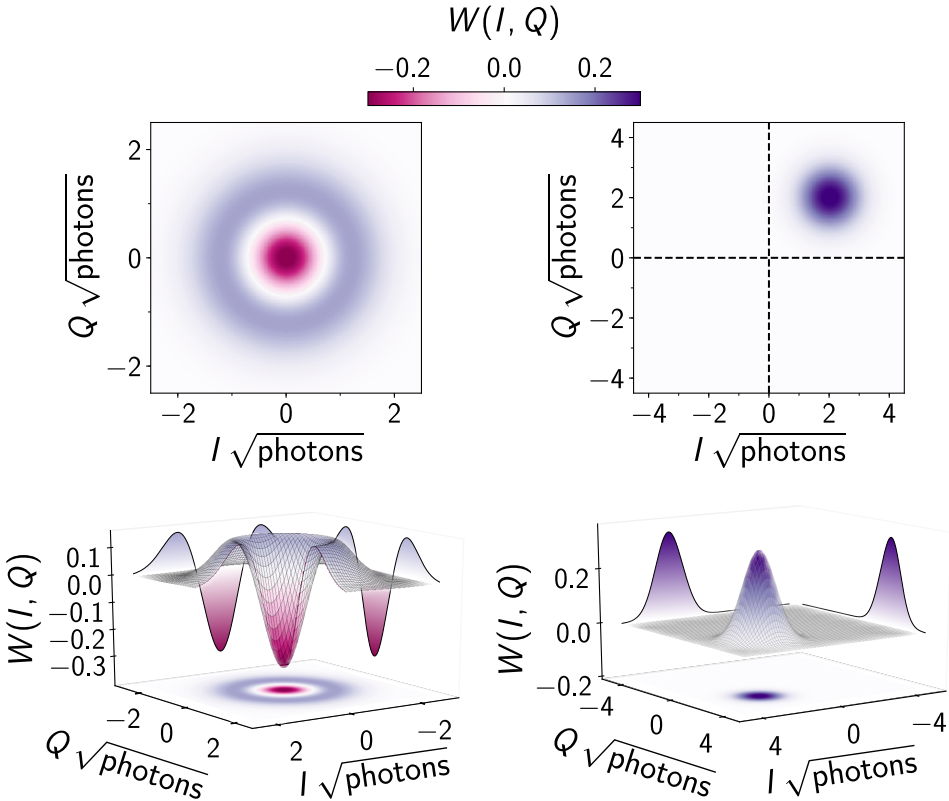 W(I, Q)
−0.2 0.0 0.2
2
0
−2
Q √photons
−2 0 2
I √photons
4
2
0
−2
−4
Q √photons
−4 −2 0 2 4
I √photons
0.1
0.0
−0.1
−0.2
−0.3
W(I, Q)
−2 0 2
Q √photons
2 0 −2
I √photons
0.2
0.0
−0.2
W(I, Q)
−4 0 4
Q √photons
4 0 −4
I √photons